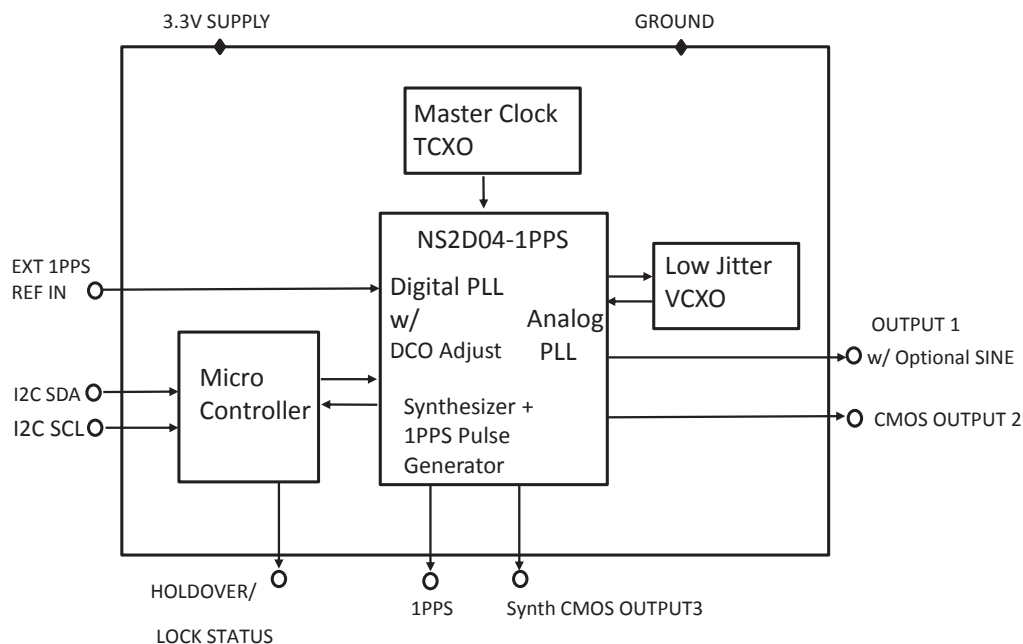 3.3V SUPPLY
GROUND
Master Clock
TCXO
NS2D04-1PPS
EXT 1PPS
REF IN
Digital PLL
w/
DCO Adjust
Analog
PLL
Low Jitter
VCXO
OUTPUT 1
w/ Optional SINE
I2C SDA
I2C SCL
Micro
Controller
Synthesizer +
1PPS Pulse
Generator
CMOS OUTPUT 2
HOLDOVER/
LOCK STATUS
1PPS
Synth CMOS OUTPUT3